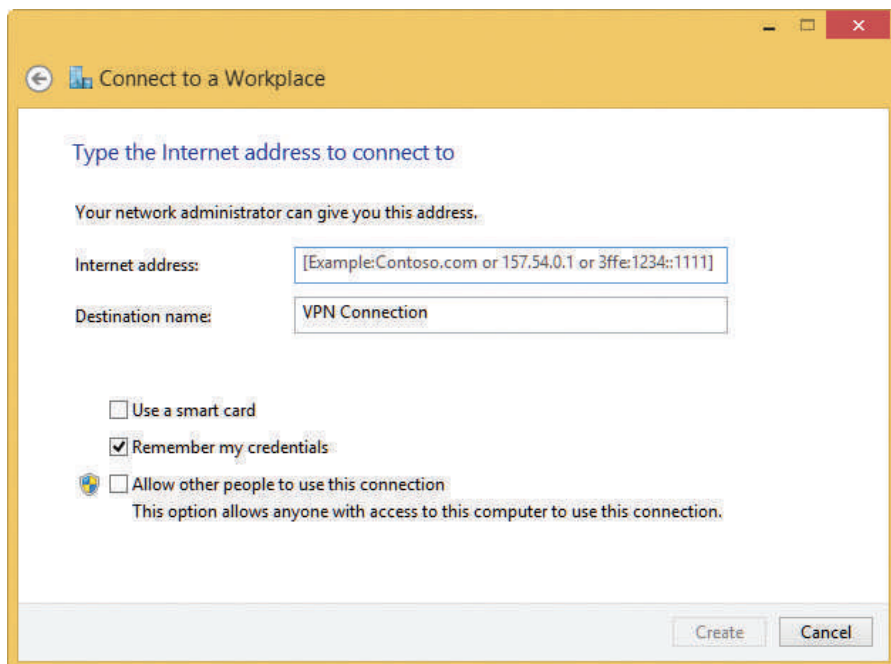 Connect to a Workplace
Type the Internet address to connect to
Your network administrator can give you this address.
Internet address:
[Example:Contoso.com or 157.54.0.1 or 3ffe:1234::1111]
Destination name:
VPN Connection
Use a smart card
Remember my credentials
Allow other people to use this connection
This option allows anyone with access to this computer to use this connection.
Create
Cancel